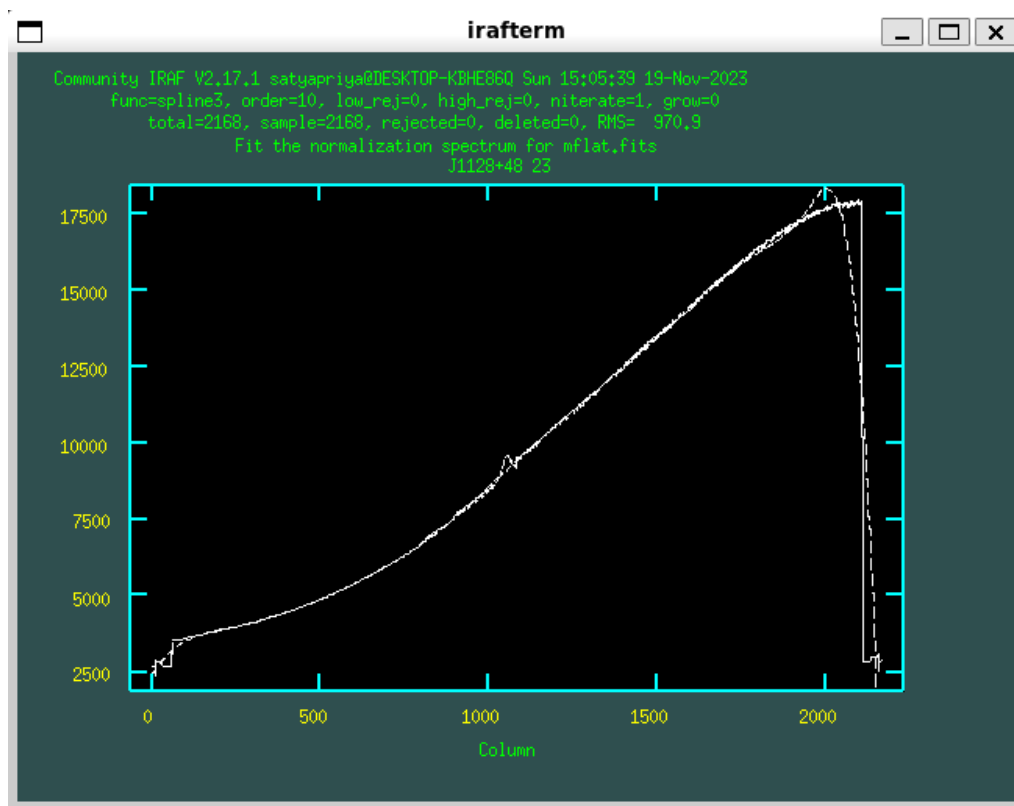 irafterm
Community IRAF V2.17.1 satyapriya@DESKTOP-KBHE86Q Sun 15:05:39 19-Nov-2023
func=spline3, order=10, low_rej=0, high_rej=0, niterate=1, grow=0
total=2168, sample=2168, rejected=0, deleted=0, RMS= 970.9
Fit the normalization spectrum for mflat.fits
J1128+48 23
17500
15000
12500
10000
7500
5000
2500
0 500 1000 1500 2000
Column